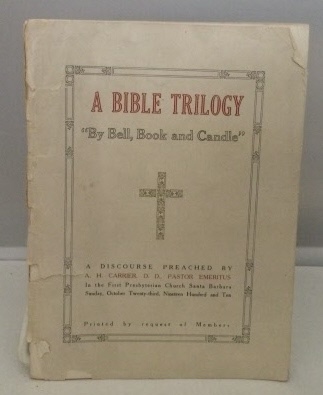 A BIBLE TRILOGY
"By Bell, Book and Candle"
A DISCOURSE PREACHED BY
A. H. CARRIER, D. D., PASTOR EMERITUS
In the First Presbyterian Church Santa Barbara
Sunday, October Twenty-third, Nineteen Hundred and Ten
Printed by request of Members